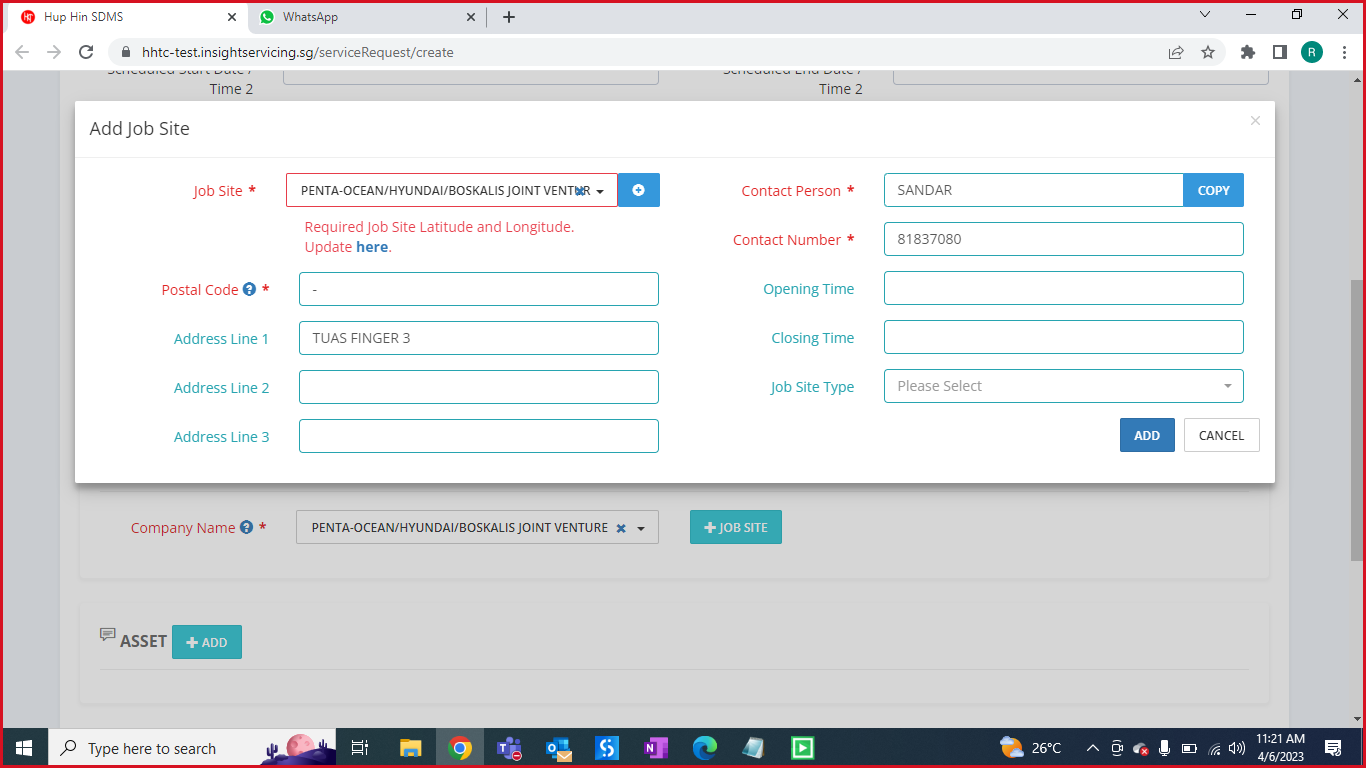 Hup Hin SDMS
WhatsApp
hhtc-test.insightservicing.sg/serviceRequest/create
R
Scheduled Start Date /
Time 2
Scheduled End Date /
Time 2
Add Job Site
Job Site *
PENTA-OCEAN/HYUNDAI/BOSKALIS JOINT VENTUR
Required Job Site Latitude and Longitude.
Update here.
Postal Code ? *
-
Address Line 1
TUAS FINGER 3
Address Line 2
Address Line 3
Contact Person *
SANDAR
COPY
Contact Number *
81837080
Opening Time
Closing Time
Job Site Type
Please Select
ADD
CANCEL
Company Name ? *
PENTA-OCEAN/HYUNDAI/BOSKALIS JOINT VENTURE
JOB SITE
ASSET
ADD
Type here to search
26°C
11:21 AM
4/6/2023